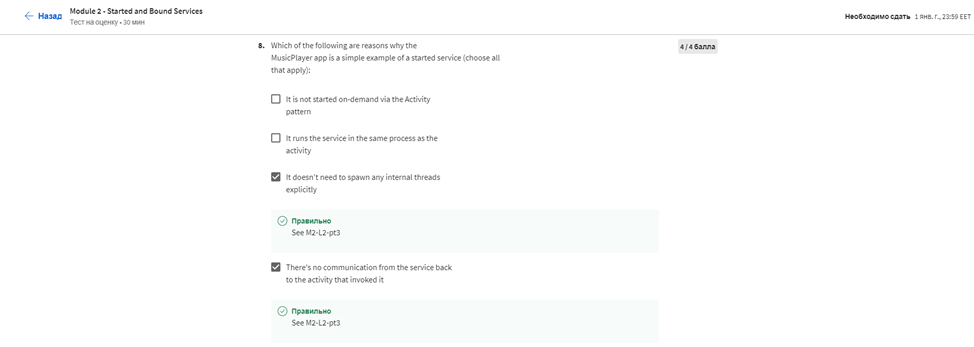 Назад
Module 2 - Started and Bound Services
Тест на оценку • 30 мин
Необходимо сдать 1 янв. г., 23:59 EET
8. Which of the following are reasons why the
MusicPlayer app is a simple example of a started service (choose all
that apply):
4 / 4 балла
It is not started on-demand via the Activity
pattern
It runs the service in the same process as the
activity
It doesn't need to spawn any internal threads
explicitly
Правильно
See M2-L2-pt3
There's no communication from the service back
to the activity that invoked it
Правильно
See M2-L2-pt3